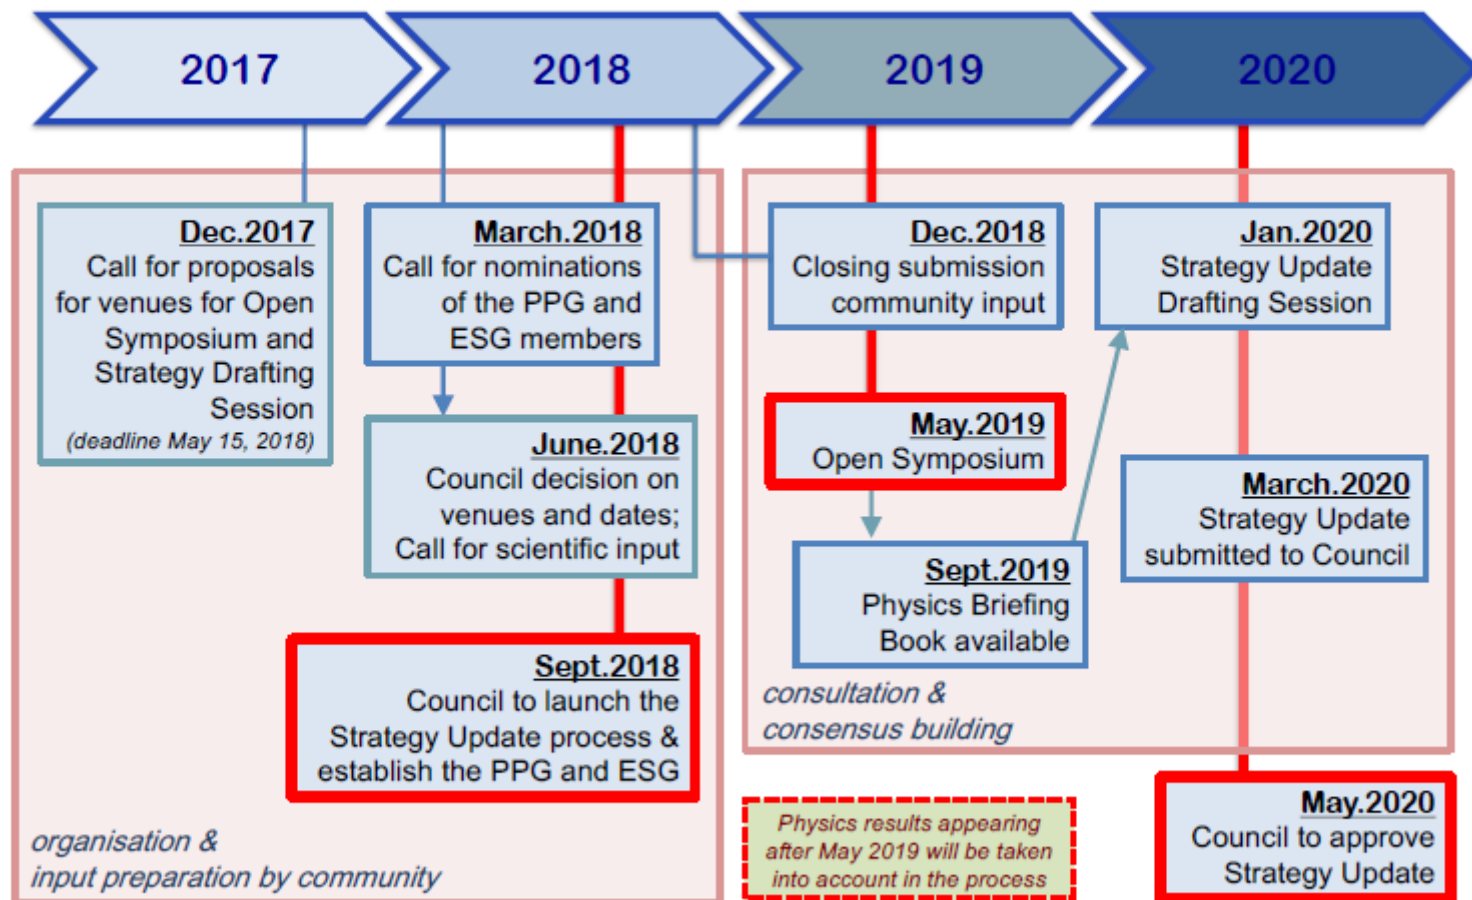 2017
2018
2019
2020
Dec.2017
Call for proposals
for venues for Open
Symposium and
Strategy Drafting
Session
(deadline May 15, 2018)
March.2018
Call for nominations
of the PPG and
ESG members
June.2018
Council decision on
venues and dates;
Call for scientific input
Sept.2018
Council to launch the
Strategy Update process &
establish the PPG and ESG
organisation &
input preparation by community
Dec.2018
Closing submission
community input
May.2019
Open Symposium
Sept.2019
Physics Briefing
Book available
Jan.2020
Strategy Update
Drafting Session
March.2020
Strategy Update
submitted to Council
consultation &
consensus building
Physics results appearing
after May 2019 will be taken
into account in the process
May.2020
Council to approve
Strategy Update